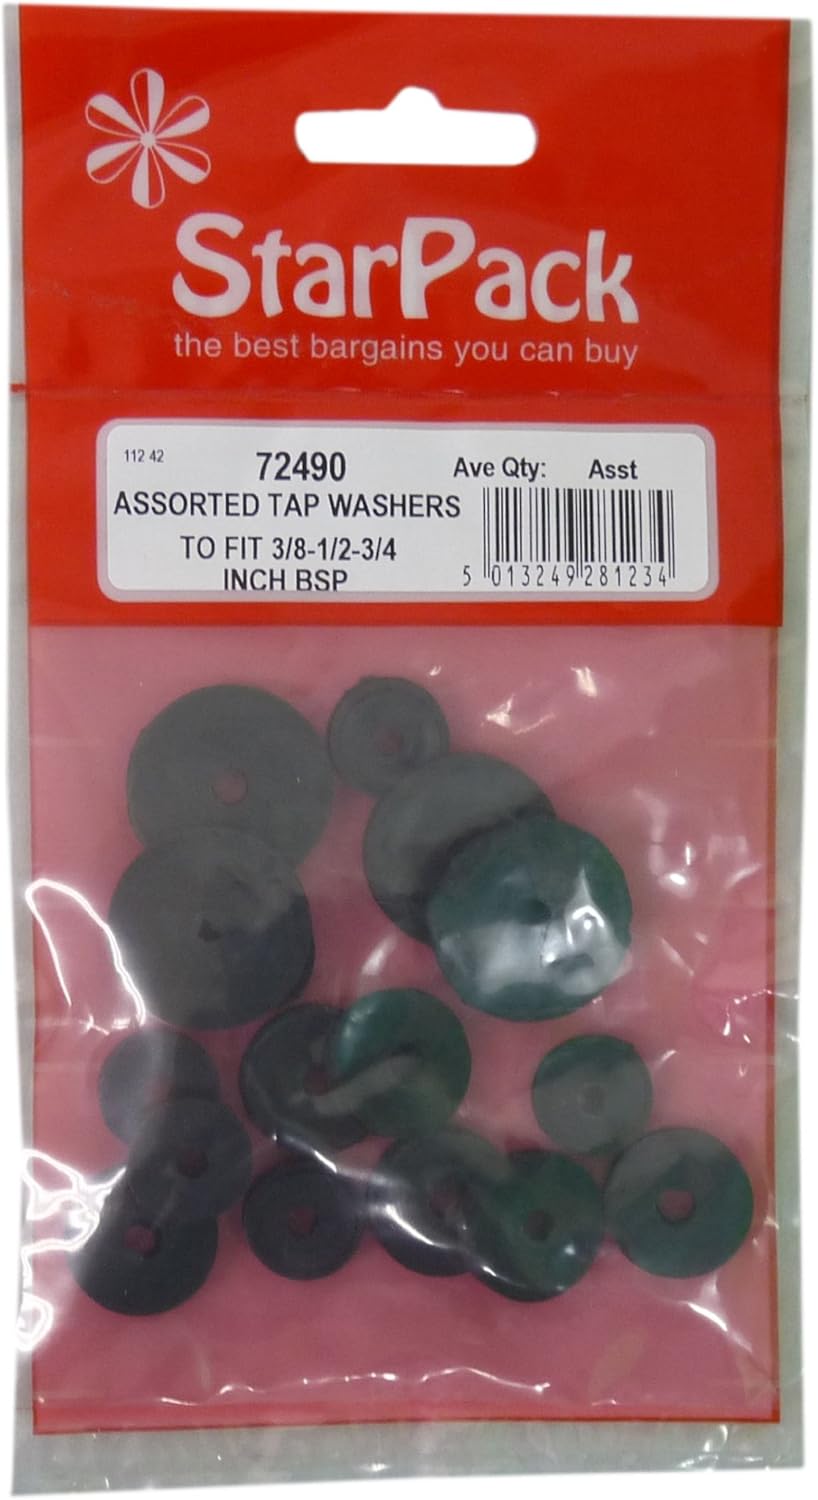 StarPack
the best bargains you can buy
112 42
72490
Ave Qty: Asst
ASSORTED TAP WASHERS
TO FIT 3/8-1/2-3/4
INCH BSP
5 013249 281234